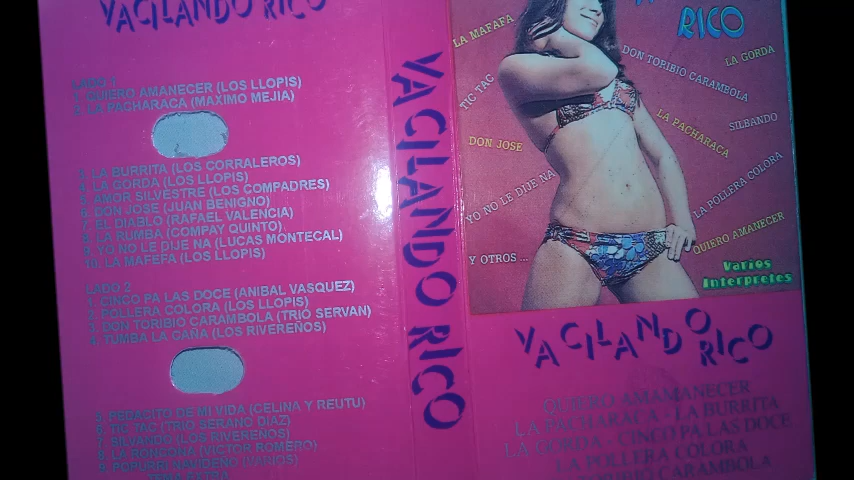 VACILANDO RICO
LADO 1
1. QUIERO AMANECER (LOS LLOPIS)
2. LA PACHARACA (MAXIMO MEJIA)
3. LA BURRITA (LOS CORRALEROS)
4. LA GORDA (LOS LLOPIS)
5. AMOR SILVESTRE (LOS COMPADRES)
6. DON JOSE (JUAN BENIGNO)
7. EL DIABLO (RAFAEL VALENCIA)
8. LA RUMBA (COMPAY QUINTO)
9. YO NO LE DIJE NA (LUCAS MONTECAL)
10. LA MAFEFA (LOS LLOPIS)
LADO 2
1. CINCO PA LAS DOCE (ANIBAL VASQUEZ)
2. POLLERA COLORA (LOS LLOPIS)
3. DON TORIBIO CARAMBOLA (TRIO SERVAN)
4. TUMBA LA CAÑA (LOS RIVEREÑOS)
5. PEDACITO DE MI VIDA (CELINA Y REUTU)
6. TIC TAC (TRIO SERANO DIAZ)
7. SILVANDO (LOS RIVEREÑOS)
8. LA RONCONA (VICTOR ROMERO)
9. POPURRI NAVIDEÑO (VARIOS)
VACILANDO RICO
RICO
LA MAFAFA
LA GORDA
DON TORIBIO CARAMBOLA
TIC TAC
SILBANDO
LA PACHARACA
DON JOSE
LA POLLERA COLORA
YO NO LE DIJE NA
QUIERO AMANECER
Y OTROS ...
Varios
Interpretes
VACILANDO RICO
QUIERO AMAMANECER
LA PACHARACA - LA BURRITA
LA GORDA - CINCO PA LAS DOCE
LA POLLERA COLORA
TORIBIO CARAMBOLA